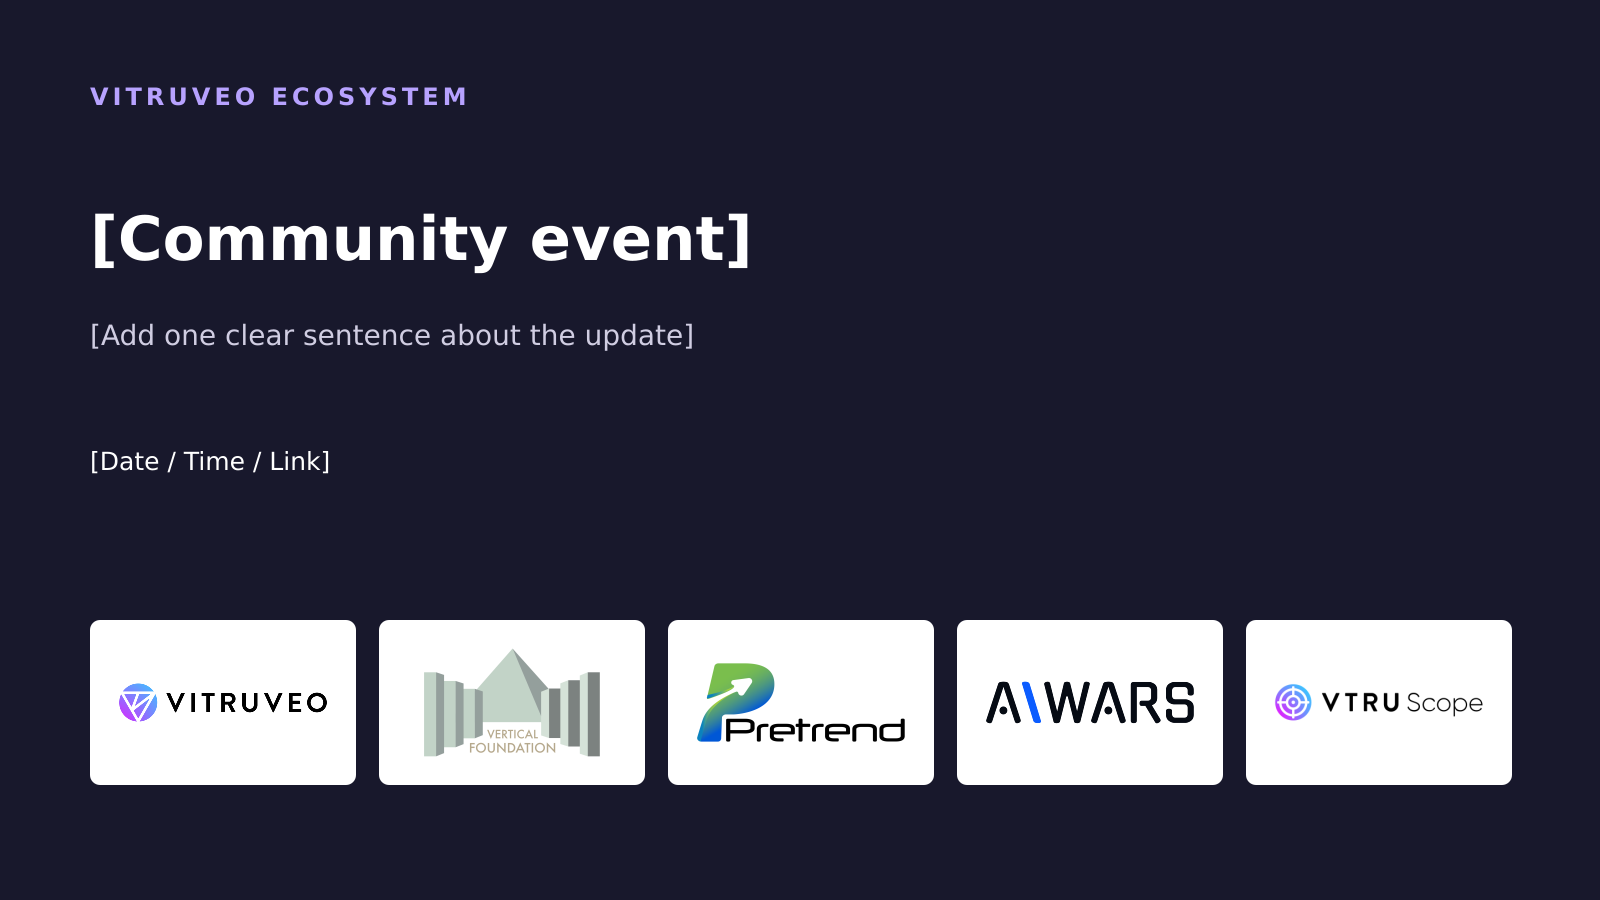 VITRUVEO ECOSYSTEM
[Community event]
[Add one clear sentence about the update]
[Date / Time / Link]
VITRUVEO
VERTICAL
FOUNDATION
Pretrend
AIWARS
VTRU Scope